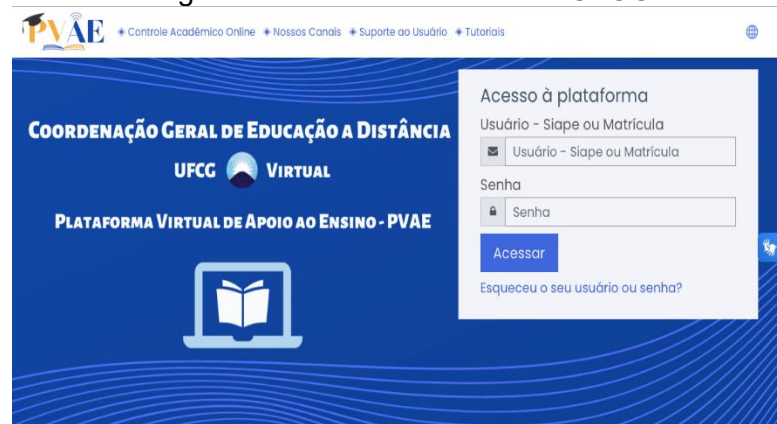 PVAE
Controle Acadêmico Online Nossos Canais Suporte ao Usuário Tutoriais
COORDENAÇÃO GERAL DE EDUCAÇÃO A DISTÂNCIA
UFCG VIRTUAL
PLATAFORMA VIRTUAL DE APOIO AO ENSINO - PVAE
Acesso à plataforma
Usuário - Siape ou Matrícula
Usuário - Siape ou Matrícula
Senha
Senha
Acessar
Esqueceu o seu usuário ou senha?